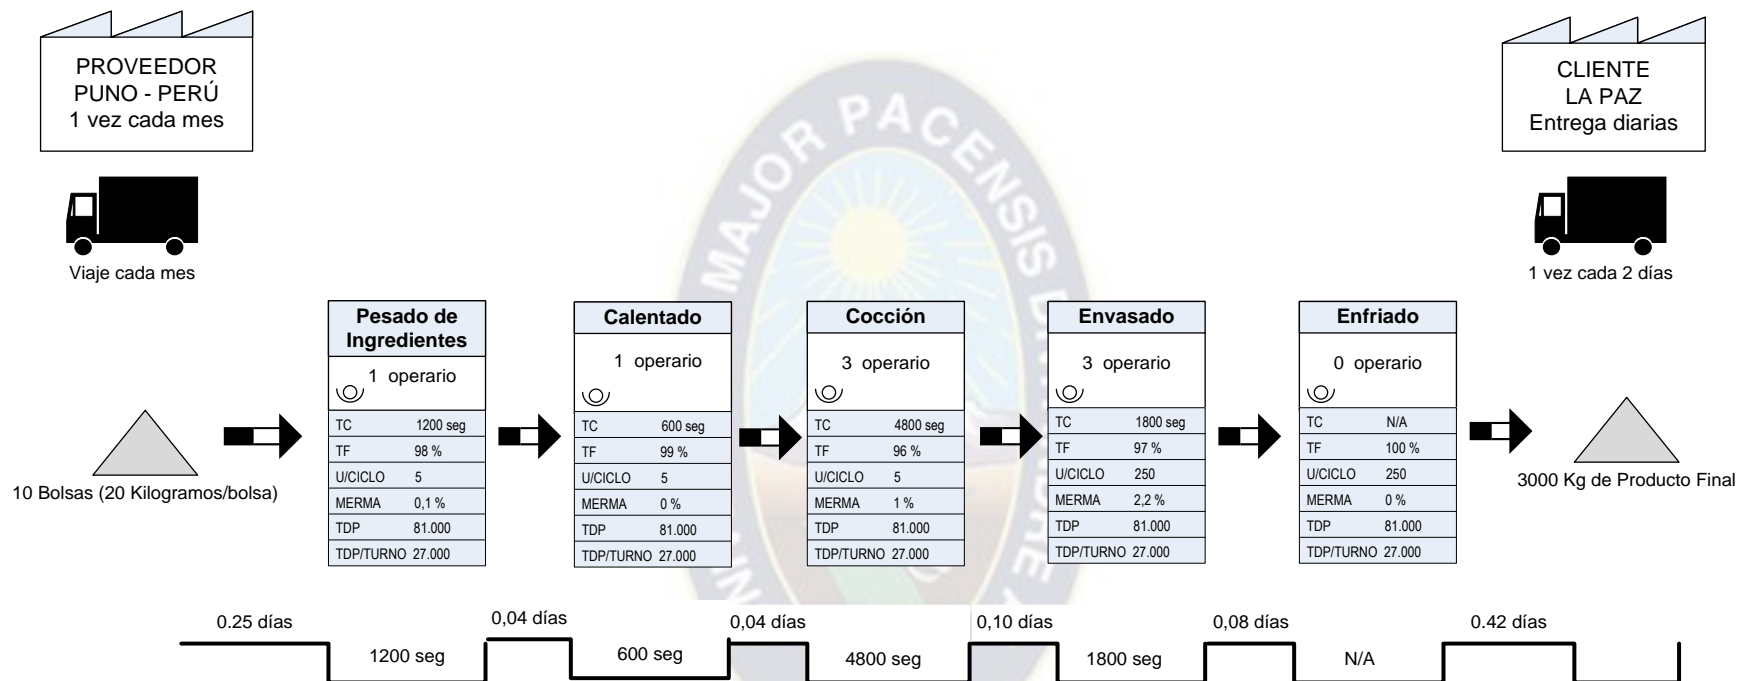 PROVEEDOR
PUNO - PERÚ
1 vez cada mes
Viaje cada mes
CLIENTE
LA PAZ
Entrega diarias
1 vez cada 2 días
MAJOR PACENSIS DIVI ANDRE A
UN
10 Bolsas (20 Kilogramos/bolsa)
Pesado de
Ingredientes
1 operario
TC 1200 seg
TF 98 %
U/CICLO 5
MERMA 0,1 %
TDP 81.000
TDP/TURNO 27.000
Calentado
1 operario
TC 600 seg
TF 99 %
U/CICLO 5
MERMA 0 %
TDP 81.000
TDP/TURNO 27.000
Cocción
3 operario
TC 4800 seg
TF 96 %
U/CICLO 5
MERMA 1 %
TDP 81.000
TDP/TURNO 27.000
Envasado
3 operario
TC 1800 seg
TF 97 %
U/CICLO 250
MERMA 2,2 %
TDP 81.000
TDP/TURNO 27.000
Enfriado
0 operario
TC N/A
TF 100 %
U/CICLO 250
MERMA 0 %
TDP 81.000
TDP/TURNO 27.000
3000 Kg de Producto Final
0.25 días
1200 seg
0,04 días
600 seg
0,04 días
4800 seg
0,10 días
1800 seg
0,08 días
N/A
0.42 días